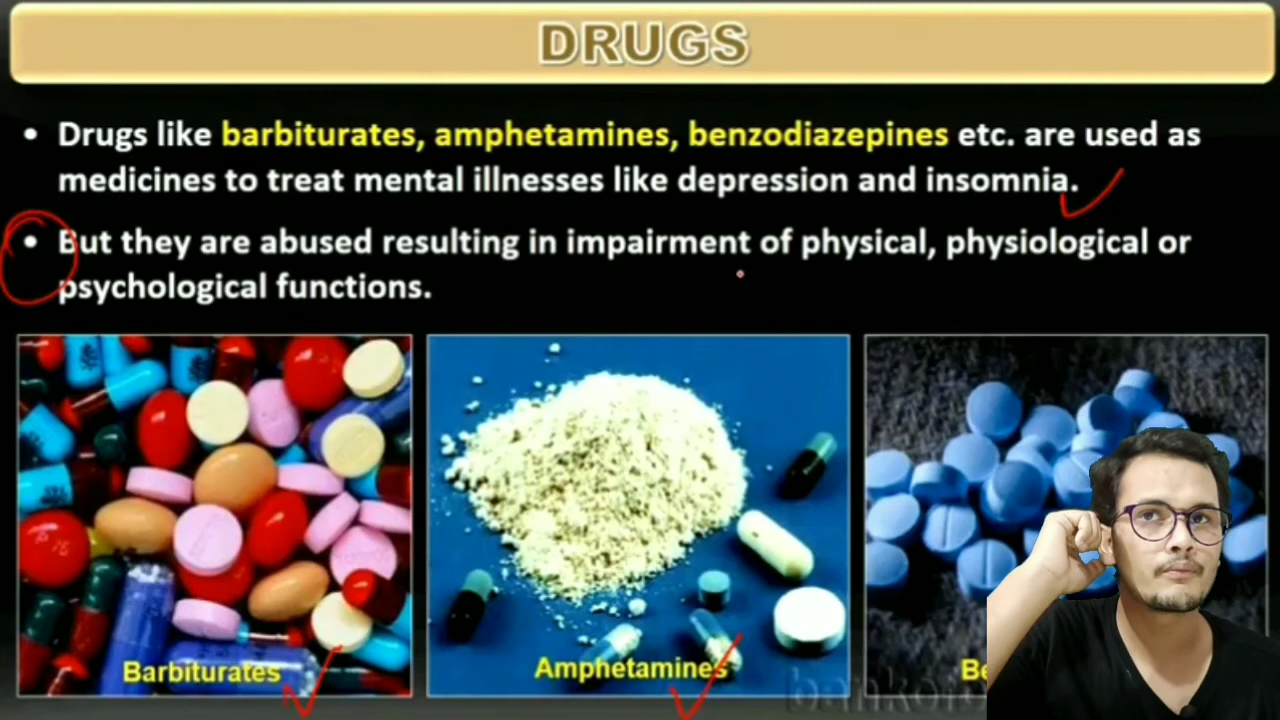 DRUGS
• Drugs like barbiturates, amphetamines, benzodiazepines etc. are used as
medicines to treat mental illnesses like depression and insomnia.
• But they are abused resulting in impairment of physical, physiological or
psychological functions.
Barbiturates
Amphetamines